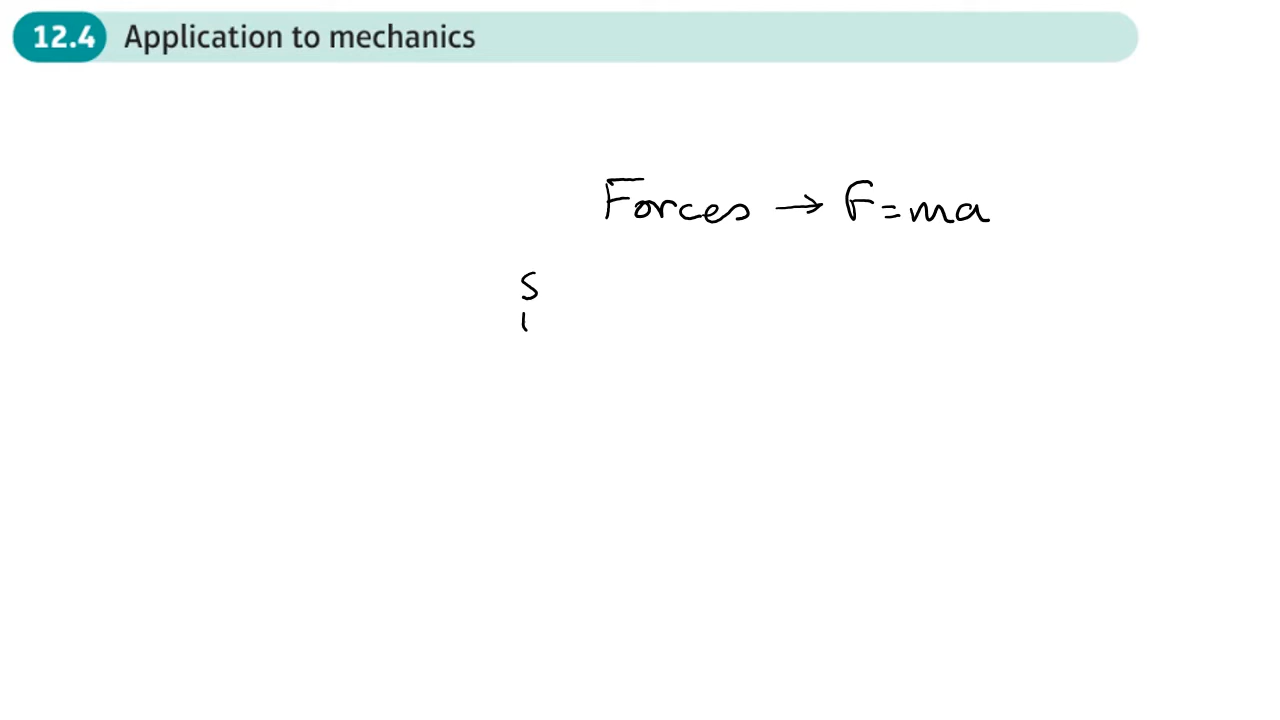 12.4 Application to mechanics
Forces → F=ma
S